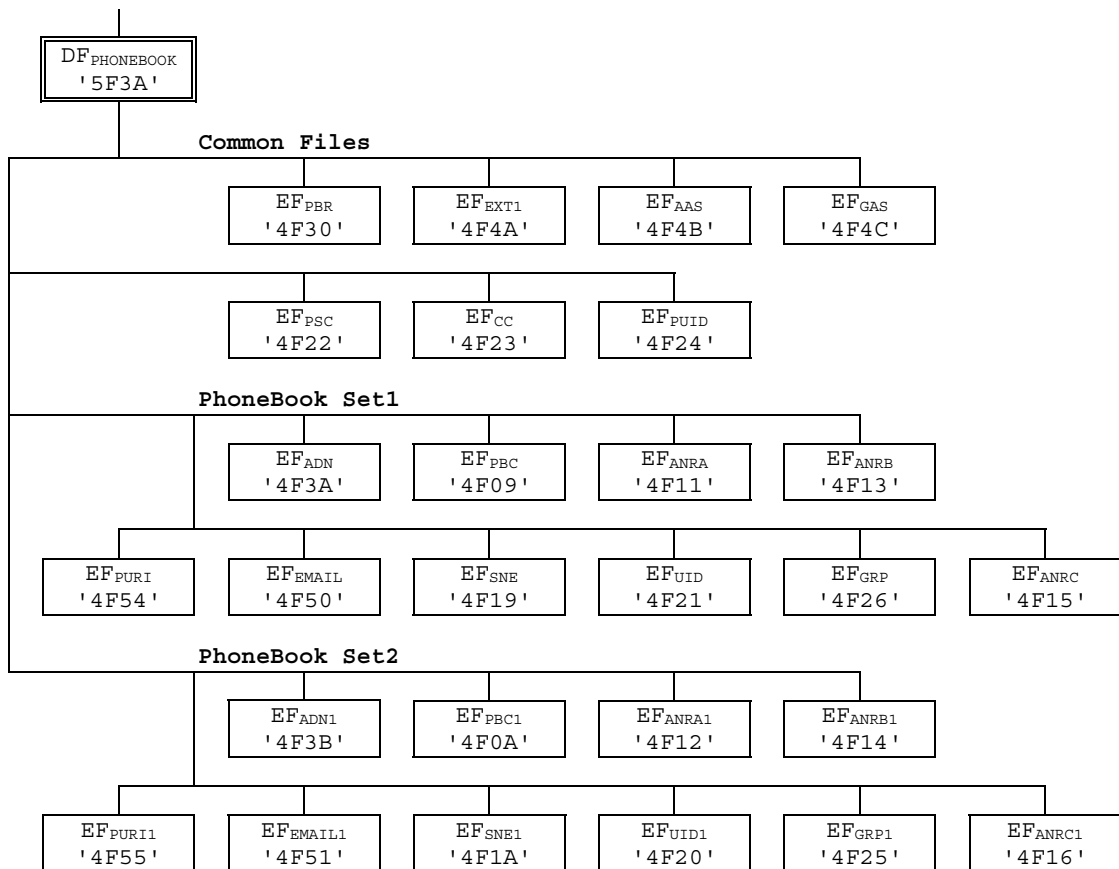 DFPHONEBOOK
'5F3A'
Common Files
EFPBR EFEXT1 EFAAS EFGAS
'4F30' '4F4A' '4F4B' '4F4C'
EFPSC EFCC EFPUID
'4F22' '4F23' '4F24'
PhoneBook Set1
EFADN EFPBC EFANRA EFANRB
'4F3A' '4F09' '4F11' '4F13'
EFPURI EFEMAIL EFSNE EFUID EFGRP EFANRC
'4F54' '4F50' '4F19' '4F21' '4F26' '4F15'
PhoneBook Set2
EFADN1 EFPBC1 EFANRA1 EFANRB1
'4F3B' '4F0A' '4F12' '4F14'
EFPURI1 EFEMAIL1 EFSNE1 EFUID1 EFGRP1 EFANRC1
'4F55' '4F51' '4F1A' '4F20' '4F25' '4F16'